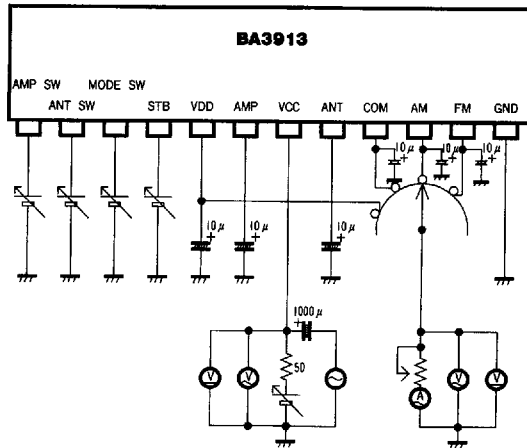 BA3913
AMP SW MODE SW
ANT SW STB VDD AMP VCC ANT COM AM FM GND
10μ 10μ 10μ
10μ 10μ 10μ
1000μ
50
V V A V V